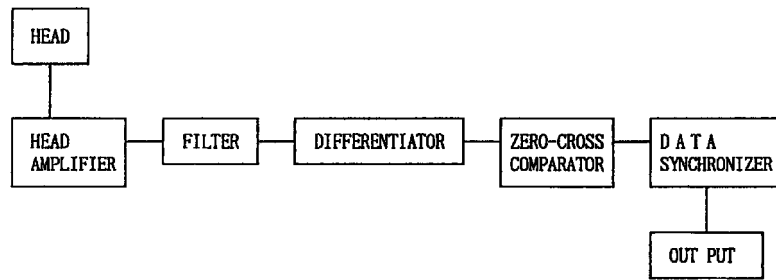 HEAD
HEAD
AMPLIFIER
FILTER
DIFFERENTIATOR
ZERO-CROSS
COMPARATOR
D A T A
SYNCHRONIZER
OUT PUT